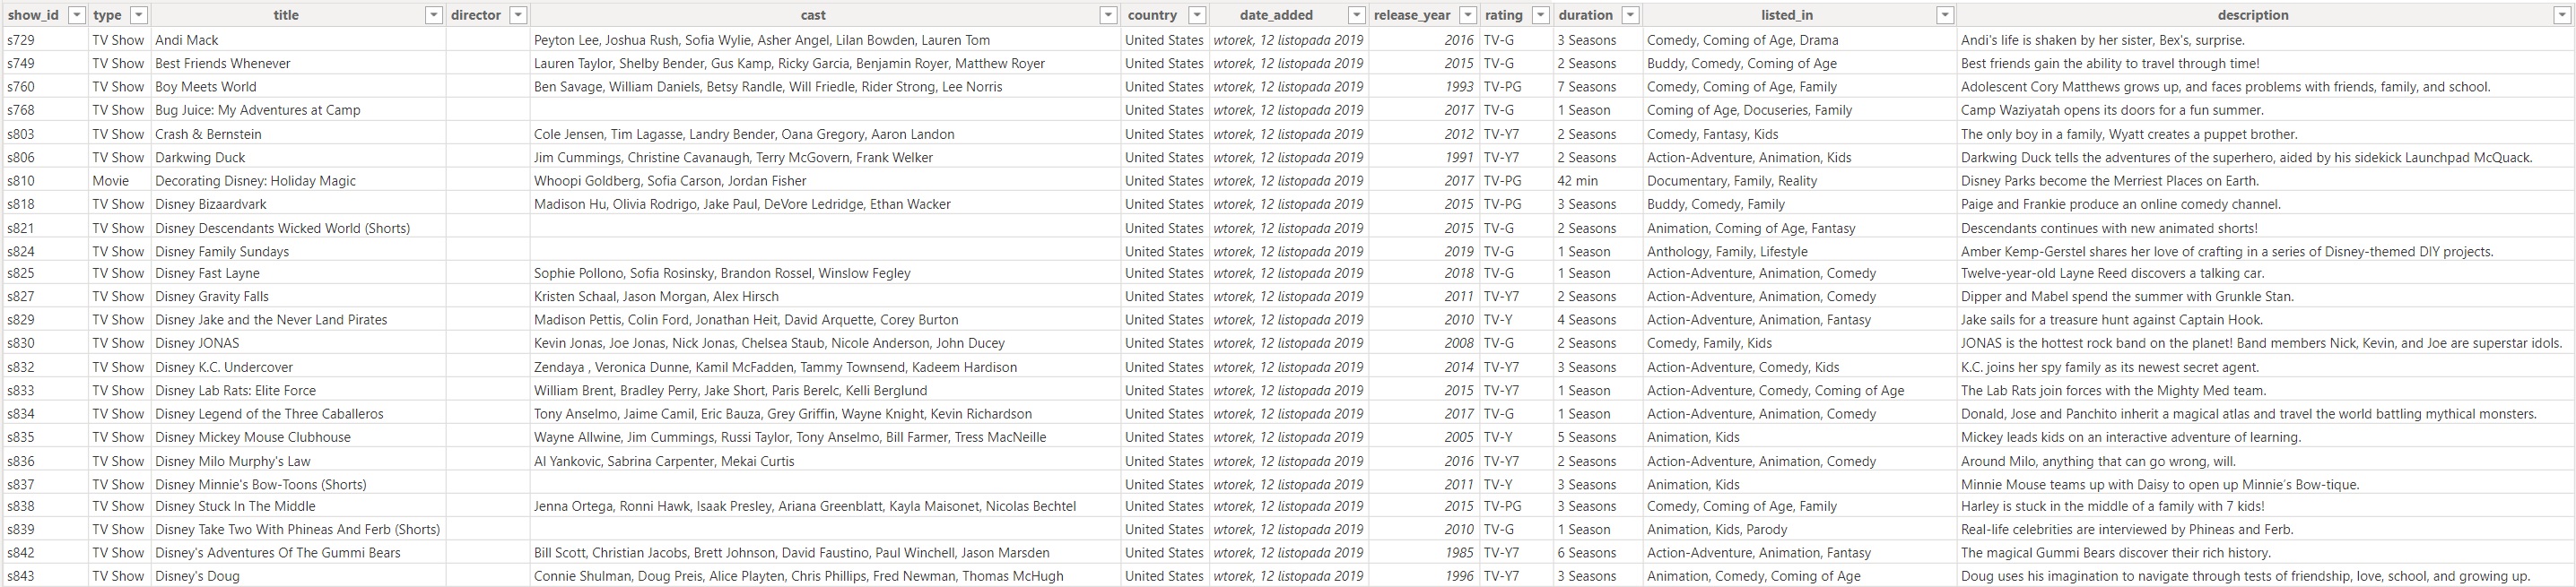 show_id type title director cast country date_added release_year rating duration listed_in description
s729 TV Show Andi Mack Peyton Lee, Joshua Rush, Sofia Wylie, Asher Angel, Lilan Bowden, Lauren Tom United States wtorek, 12 listopada 2019 2016 TV-G 3 Seasons Comedy, Coming of Age, Drama Andi's life is shaken by her sister, Bex's, surprise.
s749 TV Show Best Friends Whenever Lauren Taylor, Shelby Bender, Gus Kamp, Ricky Garcia, Benjamin Royer, Matthew Royer United States wtorek, 12 listopada 2019 2015 TV-G 2 Seasons Buddy, Comedy, Coming of Age Best friends gain the ability to travel through time!
s760 TV Show Boy Meets World Ben Savage, William Daniels, Betsy Randle, Will Friedle, Rider Strong, Lee Norris United States wtorek, 12 listopada 2019 1993 TV-PG 7 Seasons Comedy, Coming of Age, Family Adolescent Cory Matthews grows up, and faces problems with friends, family, and school.
s768 TV Show Bug Juice: My Adventures at Camp United States wtorek, 12 listopada 2019 2017 TV-G 1 Season Coming of Age, Docuseries, Family Camp Waziyatah opens its doors for a fun summer.
s803 TV Show Crash & Bernstein Cole Jensen, Tim Lagasse, Landry Bender, Oana Gregory, Aaron Landon United States wtorek, 12 listopada 2019 2012 TV-Y7 2 Seasons Comedy, Fantasy, Kids The only boy in a family, Wyatt creates a puppet brother.
s806 TV Show Darkwing Duck Jim Cummings, Christine Cavanaugh, Terry McGovern, Frank Welker United States wtorek, 12 listopada 2019 1991 TV-Y7 2 Seasons Action-Adventure, Animation, Kids Darkwing Duck tells the adventures of the superhero, aided by his sidekick Launchpad McQuack.
s810 Movie Decorating Disney: Holiday Magic Whoopi Goldberg, Sofia Carson, Jordan Fisher United States wtorek, 12 listopada 2019 2017 TV-PG 42 min Documentary, Family, Reality Disney Parks become the Merriest Places on Earth.
s818 TV Show Disney Bizaardvark Madison Hu, Olivia Rodrigo, Jake Paul, DeVore Ledridge, Ethan Wacker United States wtorek, 12 listopada 2019 2015 TV-PG 3 Seasons Buddy, Comedy, Family Paige and Frankie produce an online comedy channel.
s821 TV Show Disney Descendants Wicked World (Shorts) United States wtorek, 12 listopada 2019 2015 TV-G 2 Seasons Animation, Coming of Age, Fantasy Descendants continues with new animated shorts!
s824 TV Show Disney Family Sundays United States wtorek, 12 listopada 2019 2019 TV-G 1 Season Anthology, Family, Lifestyle Amber Kemp-Gerstel shares her love of crafting in a series of Disney-themed DIY projects.
s825 TV Show Disney Fast Layne Sophie Pollono, Sofia Rosinsky, Brandon Rossel, Winslow Fegley United States wtorek, 12 listopada 2019 2018 TV-G 1 Season Action-Adventure, Animation, Comedy Twelve-year-old Layne Reed discovers a talking car.
s827 TV Show Disney Gravity Falls Kristen Schaal, Jason Morgan, Alex Hirsch United States wtorek, 12 listopada 2019 2011 TV-Y7 2 Seasons Action-Adventure, Animation, Comedy Dipper and Mabel spend the summer with Grunkle Stan.
s829 TV Show Disney Jake and the Never Land Pirates Madison Pettis, Colin Ford, Jonathan Heit, David Arquette, Corey Burton United States wtorek, 12 listopada 2019 2010 TV-Y 4 Seasons Action-Adventure, Animation, Fantasy Jake sails for a treasure hunt against Captain Hook.
s830 TV Show Disney JONAS Kevin Jonas, Joe Jonas, Nick Jonas, Chelsea Staub, Nicole Anderson, John Ducey United States wtorek, 12 listopada 2019 2008 TV-G 2 Seasons Comedy, Family, Kids JONAS is the hottest rock band on the planet! Band members Nick, Kevin, and Joe are superstar idols.
s832 TV Show Disney K.C. Undercover Zendaya , Veronica Dunne, Kamil McFadden, Tammy Townsend, Kadeem Hardison United States wtorek, 12 listopada 2019 2014 TV-Y7 3 Seasons Action-Adventure, Comedy, Kids K.C. joins her spy family as its newest secret agent.
s833 TV Show Disney Lab Rats: Elite Force William Brent, Bradley Perry, Jake Short, Paris Berelc, Kelli Berglund United States wtorek, 12 listopada 2019 2015 TV-Y7 1 Season Action-Adventure, Comedy, Coming of Age The Lab Rats join forces with the Mighty Med team.
s834 TV Show Disney Legend of the Three Caballeros Tony Anselmo, Jaime Camil, Eric Bauza, Grey Griffin, Wayne Knight, Kevin Richardson United States wtorek, 12 listopada 2019 2017 TV-G 1 Season Action-Adventure, Animation, Comedy Donald, Jose and Panchito inherit a magical atlas and travel the world battling mythical monsters.
s835 TV Show Disney Mickey Mouse Clubhouse Wayne Allwine, Jim Cummings, Russi Taylor, Tony Anselmo, Bill Farmer, Tress MacNeille United States wtorek, 12 listopada 2019 2005 TV-Y 5 Seasons Animation, Kids Mickey leads kids on an interactive adventure of learning.
s836 TV Show Disney Milo Murphy's Law Al Yankovic, Sabrina Carpenter, Mekai Curtis United States wtorek, 12 listopada 2019 2016 TV-Y7 2 Seasons Action-Adventure, Animation, Comedy Around Milo, anything that can go wrong, will.
s837 TV Show Disney Minnie's Bow-Toons (Shorts) United States wtorek, 12 listopada 2019 2011 TV-Y 3 Seasons Animation, Kids Minnie Mouse teams up with Daisy to open up Minnie's Bow-tique.
s838 TV Show Disney Stuck In The Middle Jenna Ortega, Ronni Hawk, Isaak Presley, Ariana Greenblatt, Kayla Maisonet, Nicolas Bechtel United States wtorek, 12 listopada 2019 2015 TV-PG 3 Seasons Comedy, Coming of Age, Family Harley is stuck in the middle of a family with 7 kids!
s839 TV Show Disney Take Two With Phineas And Ferb (Shorts) United States wtorek, 12 listopada 2019 2010 TV-G 1 Season Animation, Kids, Parody Real-life celebrities are interviewed by Phineas and Ferb.
s842 TV Show Disney's Adventures Of The Gummi Bears Bill Scott, Christian Jacobs, Brett Johnson, David Faustino, Paul Winchell, Jason Marsden United States wtorek, 12 listopada 2019 1985 TV-Y7 6 Seasons Action-Adventure, Animation, Fantasy The magical Gummi Bears discover their rich history.
s843 TV Show Disney's Doug Connie Shulman, Doug Preis, Alice Playten, Chris Phillips, Fred Newman, Thomas McHugh United States wtorek, 12 listopada 2019 1996 TV-Y7 3 Seasons Animation, Comedy, Coming of Age Doug uses his imagination to navigate through tests of friendship, love, school, and growing up.